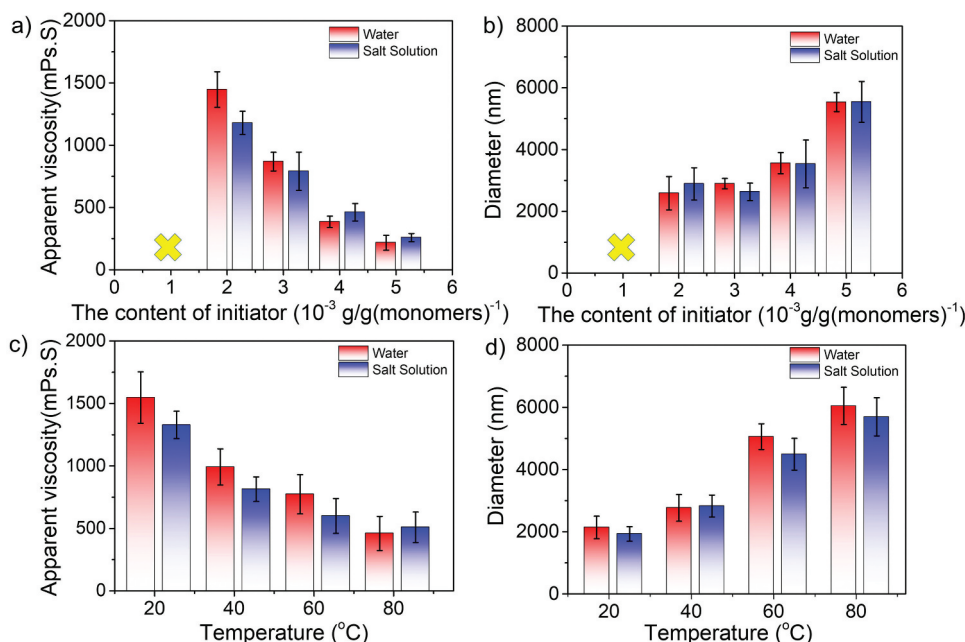 a)
Apparent viscosity(mPs.S)
2000
1500
1000
500
0
Water
Salt Solution
0 1 2 3 4 5 6
The content of initiator (10-3 g/g(monomers)-1
b)
Diameter (nm)
8000
6000
4000
2000
0
Water
Salt Solution
0 1 2 3 4 5 6
The content of initiator (10-3g/g(monomers)-1
c)
Apparent viscosity(mPs.S)
2000
1500
1000
500
0
Water
Salt Solution
20 40 60 80
Temperature (oC)
d)
Diameter (nm)
8000
6000
4000
2000
0
Water
Salt Solution
20 40 60 80
Temperature (oC)